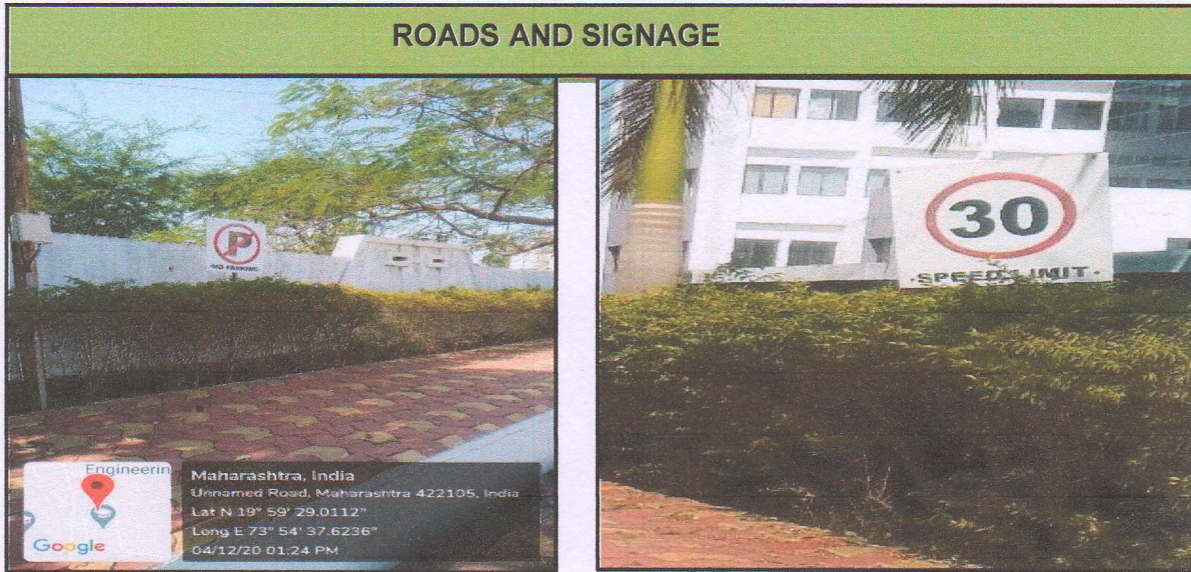 ROADS AND SIGNAGE
P
NO PARKING
30
SPEED LIMIT
Engineerin
Google
Maharashtra, India
Unnamed Road, Maharashtra 422105, India
Lat N 19° 59' 29.0112"
Long E 73° 54' 37.6236"
04/12/20 01:24 PM